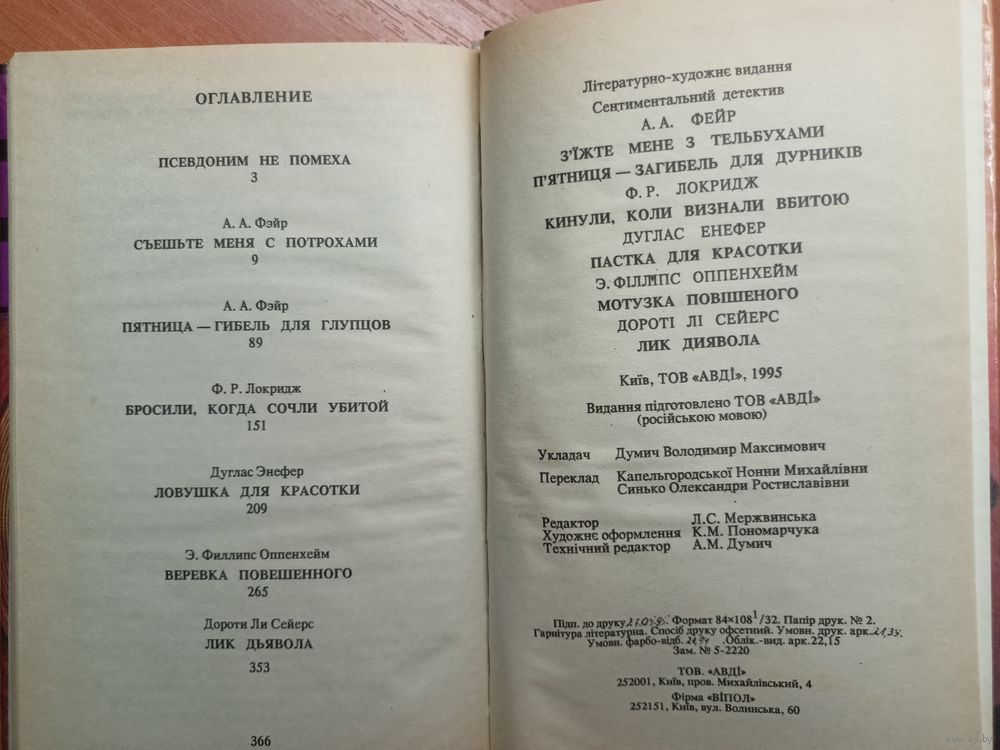 ОГЛАВЛЕНИЕ
ПСЕВДОНИМ НЕ ПОМЕХА
3
А. А. Фэйр
СЪЕШЬТЕ МЕНЯ С ПОТРОХАМИ
9
А. А. Фэйр
ПЯТНИЦА — ГИБЕЛЬ ДЛЯ ГЛУПЦОВ
89
Ф. Р. Локридж
БРОСИЛИ, КОГДА СОЧЛИ УБИТОЙ
151
Дуглас Энефер
ЛОВУШКА ДЛЯ КРАСОТКИ
209
Э. Филлипс Оппенхейм
ВЕРЕВКА ПОВЕШЕННОГО
265
Дороти Ли Сейерс
ЛИК ДЬЯВОЛА
353
366
Літературно-художнє видання
Сентиментальний детектив
А. А. ФЕЙР
З'ЇЖТЕ МЕНЕ З ТЕЛЬБУХАМИ
П'ЯТНИЦЯ — ЗАГИБЕЛЬ ДЛЯ ДУРНИКІВ
Ф. Р. ЛОКРИДЖ
КИНУЛИ, КОЛИ ВИЗНАЛИ ВБИТОЮ
ДУГЛАС ЕНЕФЕР
ПАСТКА ДЛЯ КРАСОТКИ
Э. ФІЛЛІПС ОППЕНХЕЙМ
МОТУЗКА ПОВІШЕНОГО
ДОРОТІ ЛІ СЕЙЕРС
ЛИК ДИЯВОЛА
Київ, ТОВ «АВДІ», 1995
Видання підготовлено ТОВ «АВДІ»
(російською мовою)
Укладач Думич Володимир Максимович
Переклад Капельгородської Нонни Михайлівни
Синько Олександри Ростиславівни
Редактор Л.С. Мержвинська
Художнє оформлення К.М. Пономарчука
Технічний редактор А.М. Думич
Підп. до друку Формат 84×108 1/32. Папір друк. № 2.
Гарнітура літературна. Спосіб друку офсетний. Умовн. друк. арк. 21,34.
Умовн. фарбо-відб. Облік.-вид. арк. 22,15
Зам. № 5-2220
ТОВ. «АВДІ»
252001, Київ, пров. Михайлівський, 4
Фірма «ВІПОЛ»
252151, Київ, вул. Волинська, 60
www.ay.by